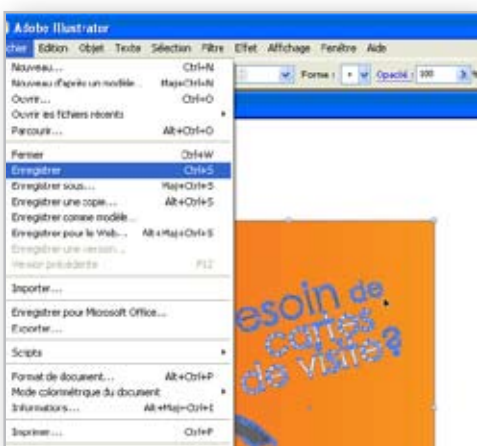 Adobe Illustrator
cher Edition Objet Texte Sélection Filtre Effet Affichage Fenêtre Aide
Nouveau... Ctrl+N
Nouveau d'après un modèle... Maj+Ctrl+N
Ouvrir... Ctrl+O
Ouvrir les fichiers récents
Parcourir... Alt+Ctrl+O
Forme : Opacité : 100 %
Fermer Ctrl+W
Enregistrer Ctrl+S
Enregistrer sous... Maj+Ctrl+S
Enregistrer une copie... Alt+Ctrl+S
Enregistrer comme modèle...
Enregistrer pour le Web... Alt+Maj+Ctrl+S
Enregistrer une version...
Version précédente F12
Importer...
Enregistrer pour Microsoft Office...
Exporter...
Scripts
Format de document... Alt+Ctrl+P
Mode colorimétrique du document
Informations... Alt+Maj+Ctrl+I
Imprimer... Ctrl+P
esoin de
cartes
de visite?